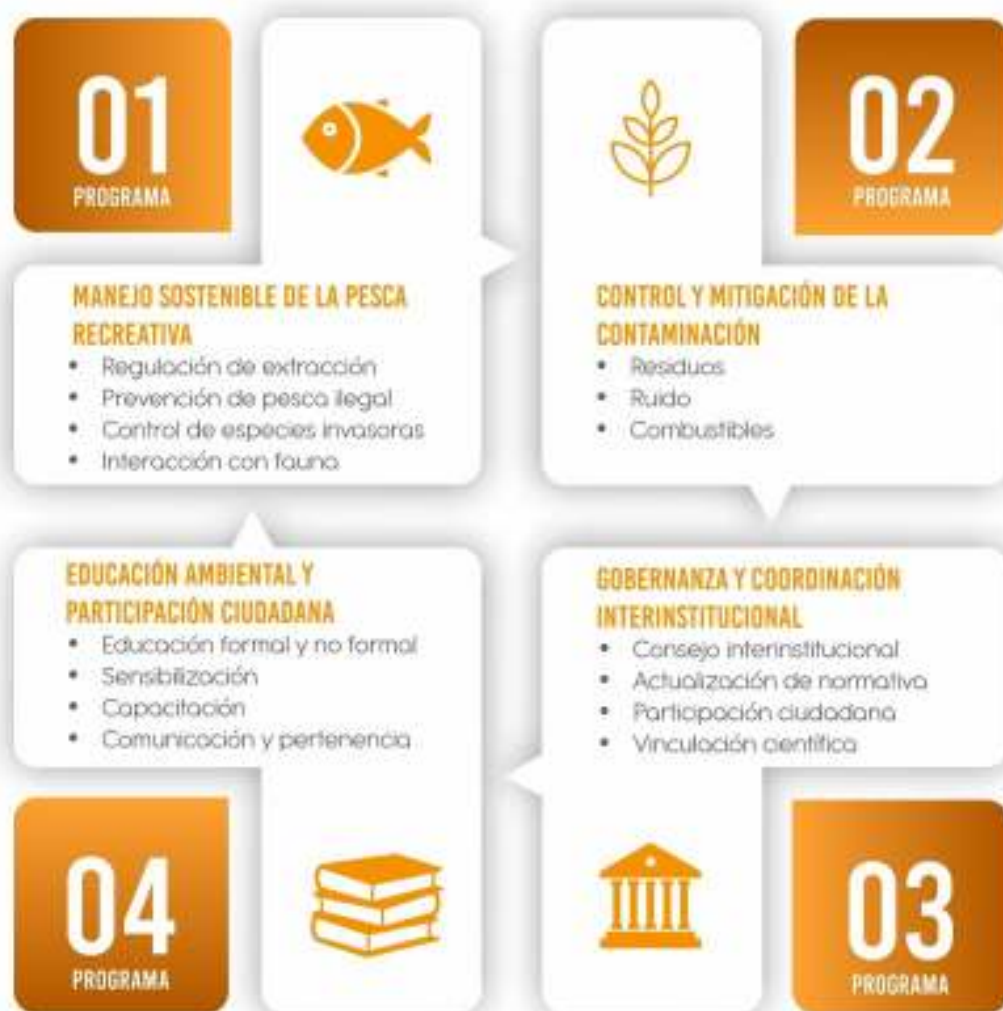 01
PROGRAMA
MANEJO SOSTENIBLE DE LA PESCA
RECREATIVA
• Regulación de extracción
• Prevención de pesca ilegal
• Control de especies invasoras
• Interacción con fauna
02
PROGRAMA
CONTROL Y MITIGACIÓN DE LA
CONTAMINACIÓN
• Residuos
• Ruido
• Combustibles
GOBERNANZA Y COORDINACIÓN
INTERINSTITUCIONAL
• Consejo interinstitucional
• Actualización de normativa
• Participación ciudadana
• Vinculación científica
03
PROGRAMA
EDUCACIÓN AMBIENTAL Y
PARTICIPACIÓN CIUDADANA
• Educación formal y no formal
• Sensibilización
• Capacitación
• Comunicación y pertenencia
04
PROGRAMA